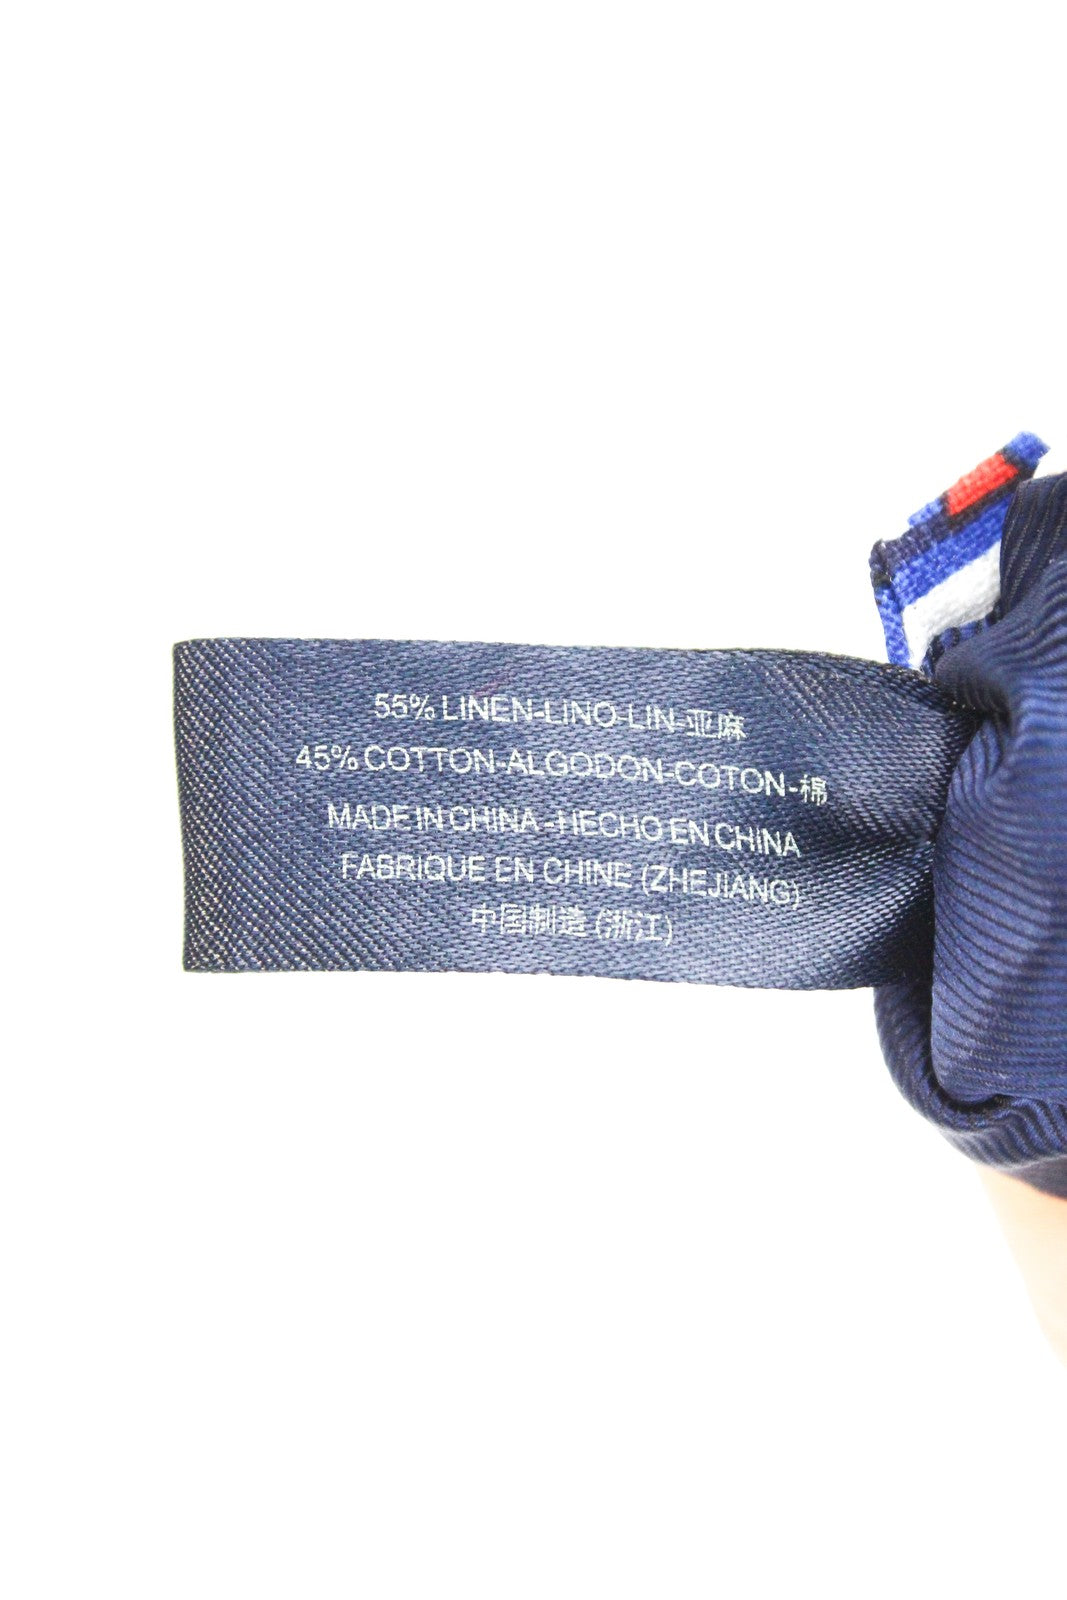 55% LINEN-LINO-LIN-亚麻
45% COTTON-ALGODON-COTON-棉
MADE IN CHINA-HECHO EN CHINA
FABRIQUE EN CHINE (ZHEJIANG)
中国制造 (浙江)